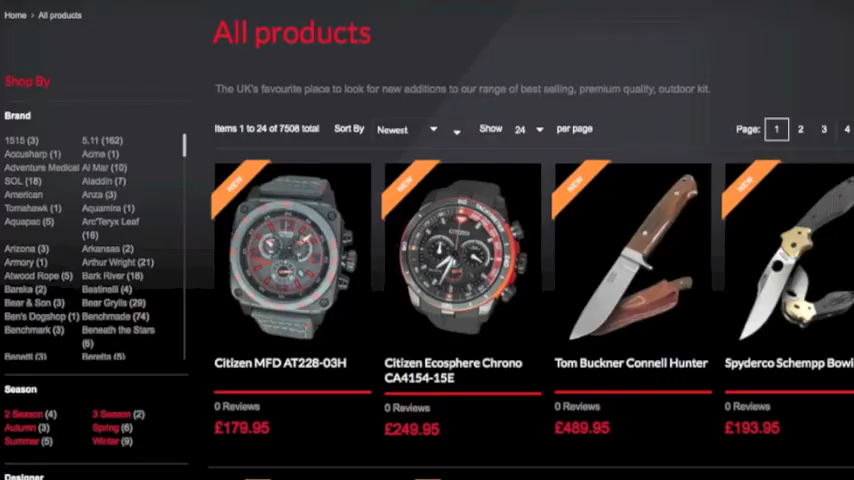 Home › All products
All products
The UK's favourite place to look for new additions to our range of best selling, premium quality, outdoor kit.
Items 1 to 24 of 7508 total Sort By Newest Show 24 per page Page: 1 2 3 4
Shop By
Brand
1515 (3) 5.11 (162)
Accusharp (1) Acme (1)
Adventure Medical Al Mar (10)
SOL (18) Aladdin (7)
American Anza (3)
Tomahawk (1) Aquamira (1)
Aquapac (5) Arc'Teryx Leaf
(16)
Arizona (3) Arkansas (2)
Armory (1) Arthur Wright (21)
Atwood Rope (5) Bark River (18)
Bareka (2) Bastinelli (4)
Bear & Son (3) Bear Grylls (29)
Ben's Dogshop (1) Benchmade (74)
Benchmark (3) Beneath the Stars
(6)
Benetti (3) Beretta (5)
Season
2 Season (4) 3 Season (2)
Autumn (3) Spring (6)
Summer (5) Winter (9)
Designer
NEW
NEW
NEW
NEW
CITIZEN
Citizen MFD AT228-03H
0 Reviews
£179.95
Citizen Ecosphere Chrono
CA4154-15E
0 Reviews
£249.95
Tom Buckner Connell Hunter
0 Reviews
£489.95
Spyderco Schempp Bowi
0 Reviews
£193.95